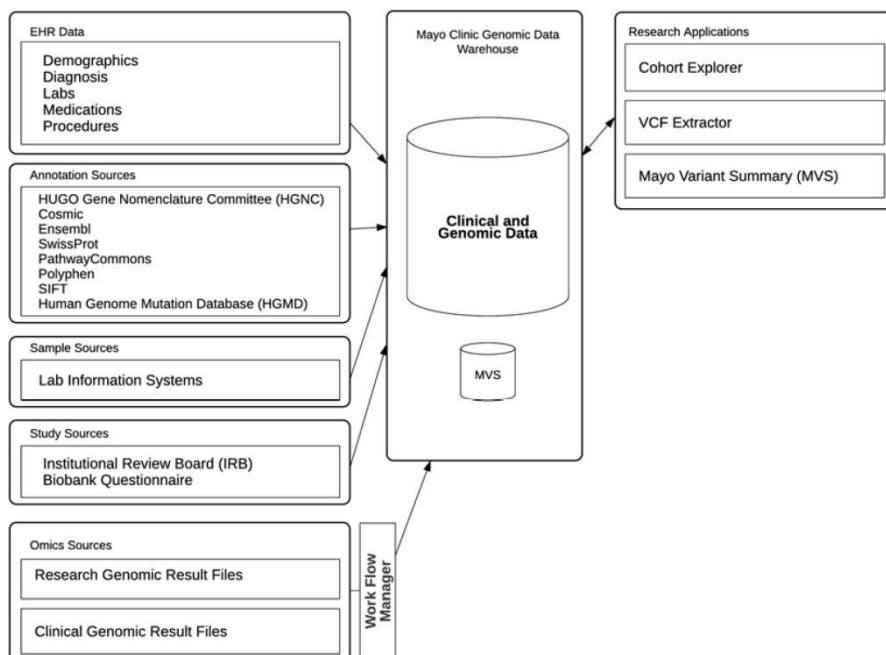 EHR Data
Demographics
Diagnosis
Labs
Medications
Procedures
Annotation Sources
HUGO Gene Nomenclature Committee (HGNC)
Cosmic
Ensembl
SwissProt
PathwayCommons
Polyphen
SIFT
Human Genome Mutation Database (HGMD)
Sample Sources
Lab Information Systems
Study Sources
Institutional Review Board (IRB)
Biobank Questionnaire
Omics Sources
Research Genomic Result Files
Clinical Genomic Result Files
Work Flow
Manager
Mayo Clinic Genomic Data
Warehouse
Clinical and
Genomic Data
MVS
Research Applications
Cohort Explorer
VCF Extractor
Mayo Variant Summary (MVS)